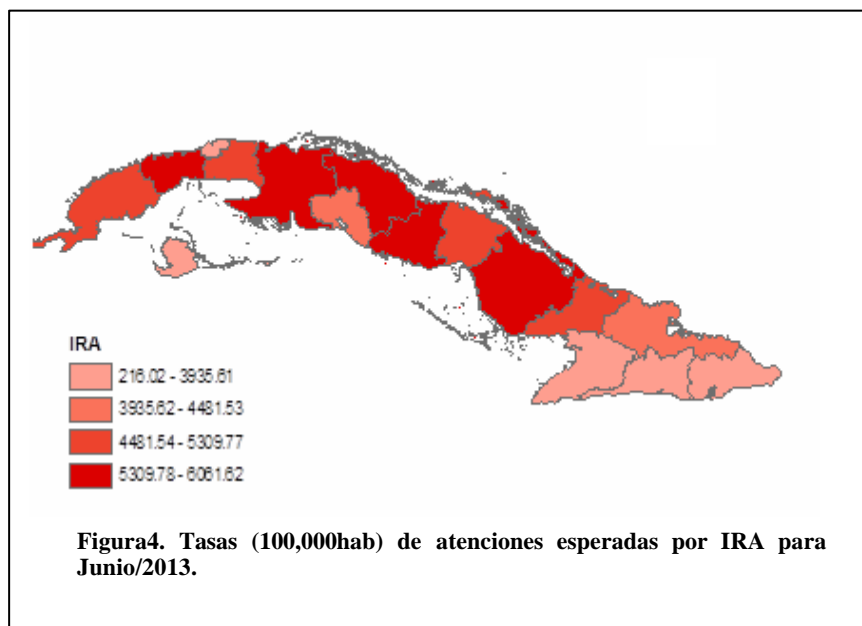 IRA
216.02 - 3935.61
3935.62 - 4481.53
4481.54 - 5309.77
5309.78 - 6061.62
Figura4. Tasas (100,000hab) de atenciones esperadas por IRA para
Junio/2013.